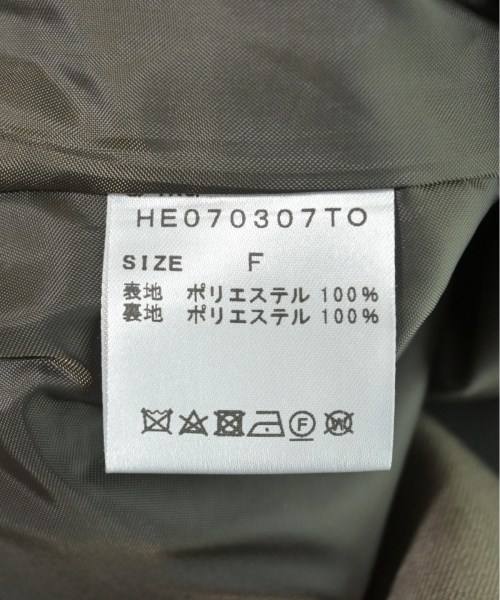 HE070307TO
SIZE F
表地 ポリエステル 100%
裏地 ポリエステル 100%
F W